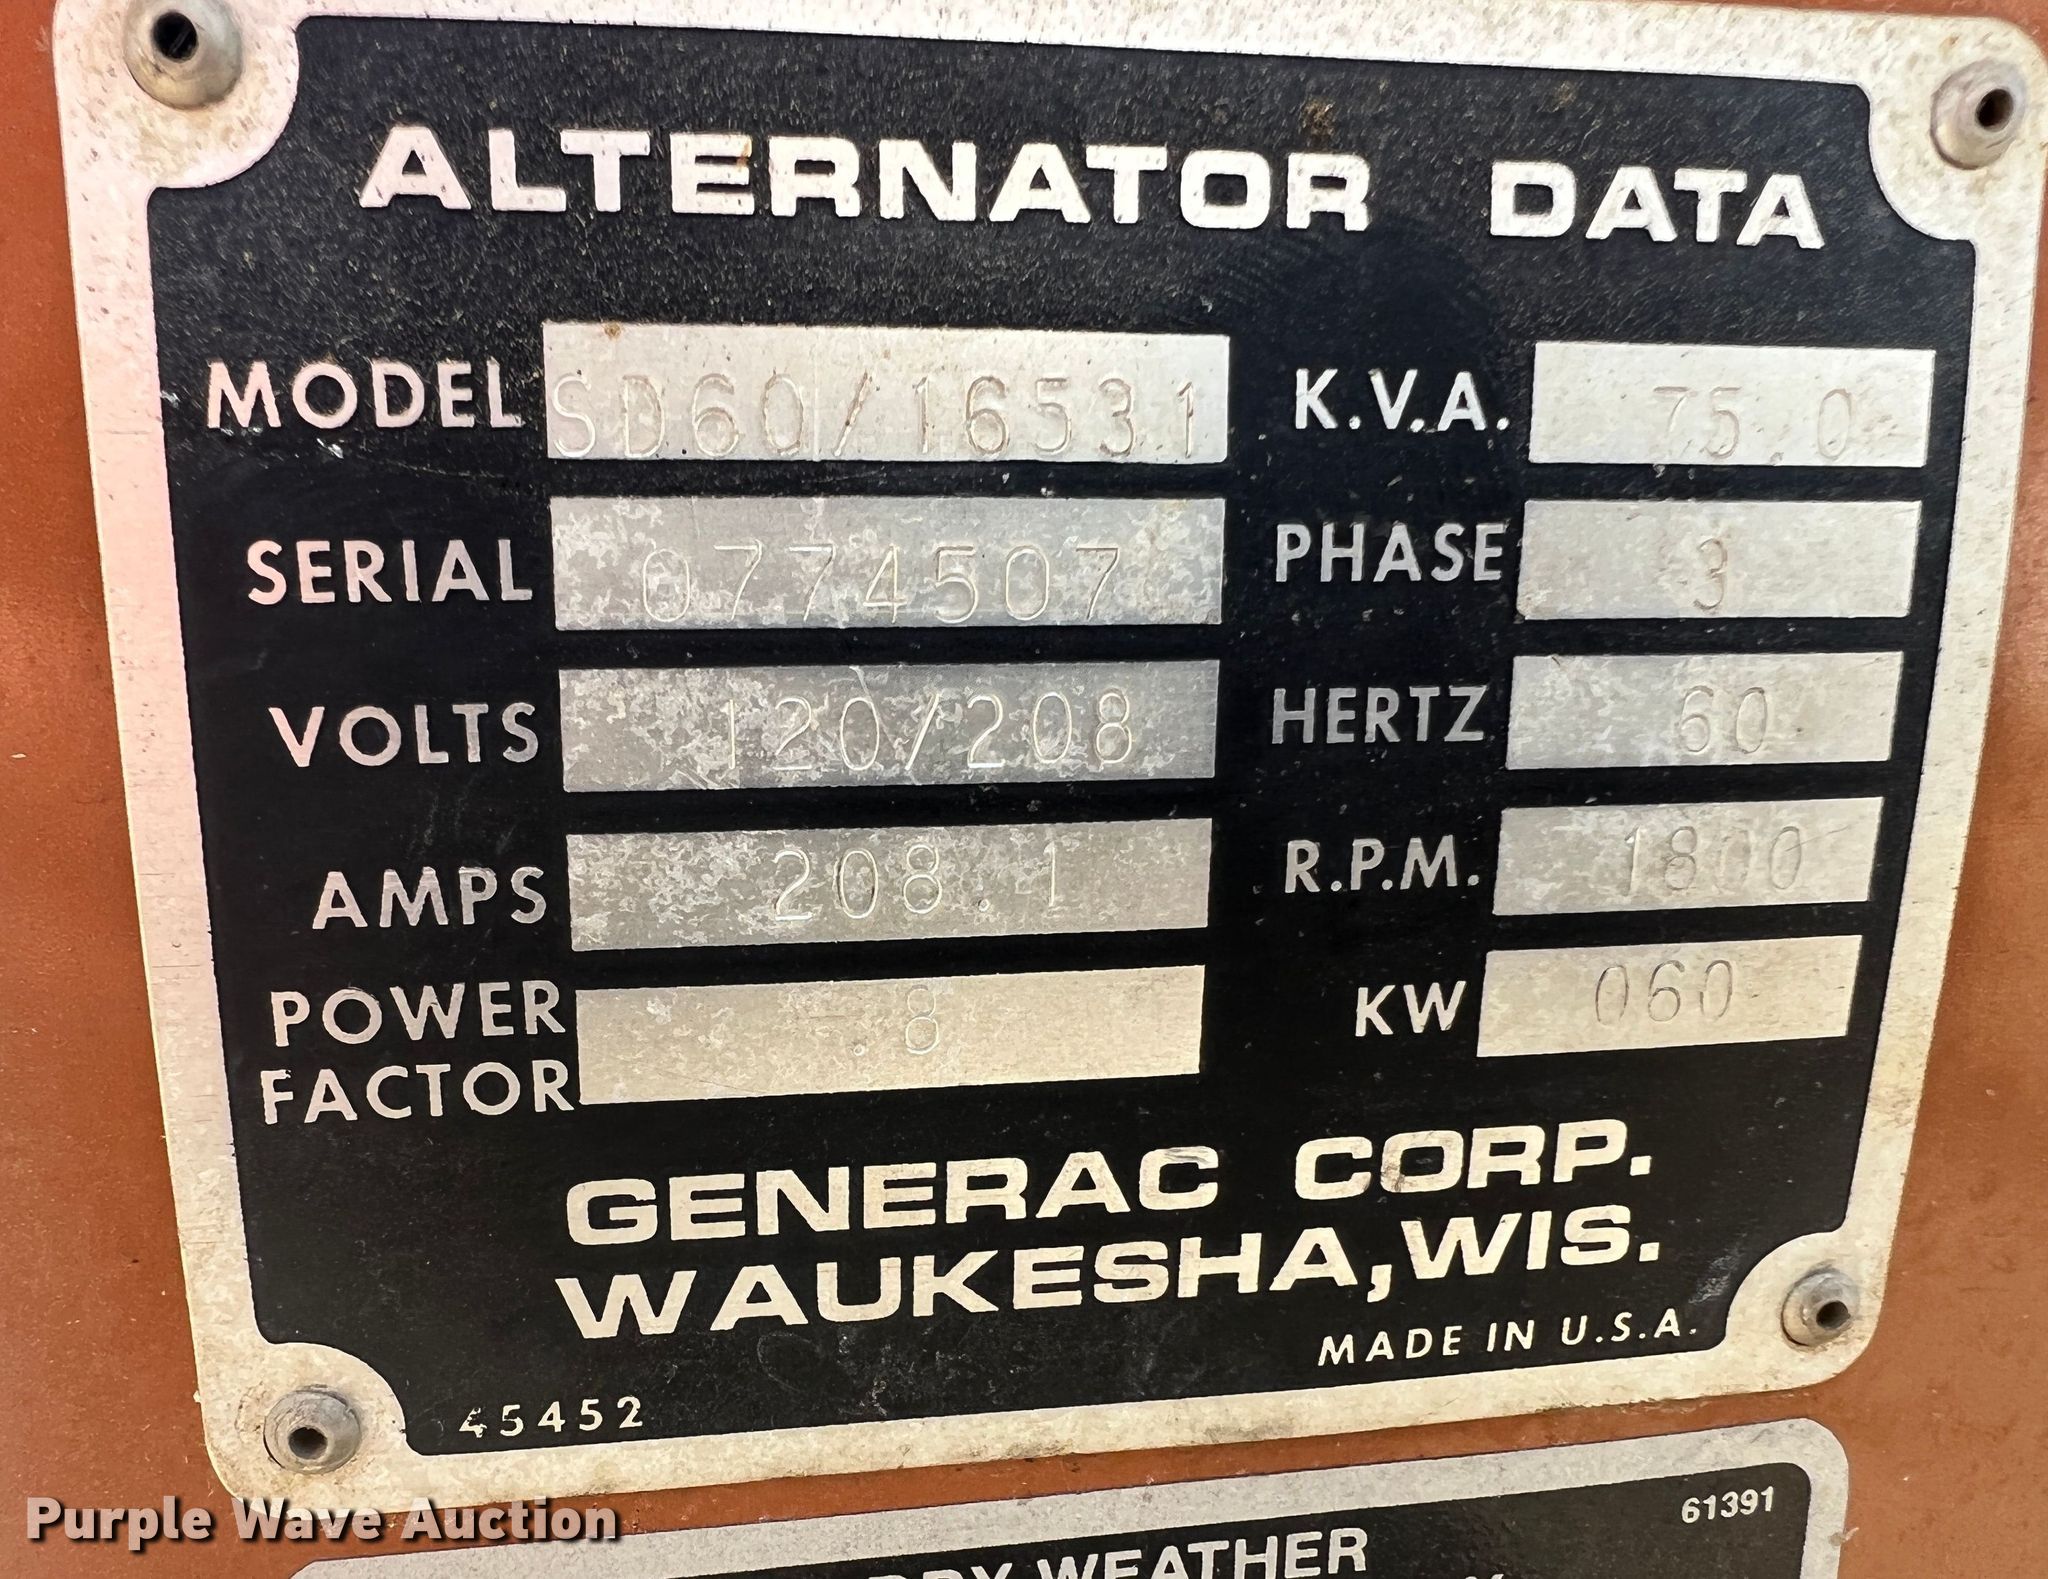 ALTERNATOR DATA
MODEL SD60/16531 K.V.A. 75.0
SERIAL 0774507 PHASE 3
VOLTS 120/208 HERTZ 60
AMPS 208.1 R.P.M. 1800
POWER FACTOR .8 KW 060
GENERAC CORP.
WAUKESHA, WIS.
MADE IN U.S.A.
45452
61391
WEATHER
Purple Wave Auction